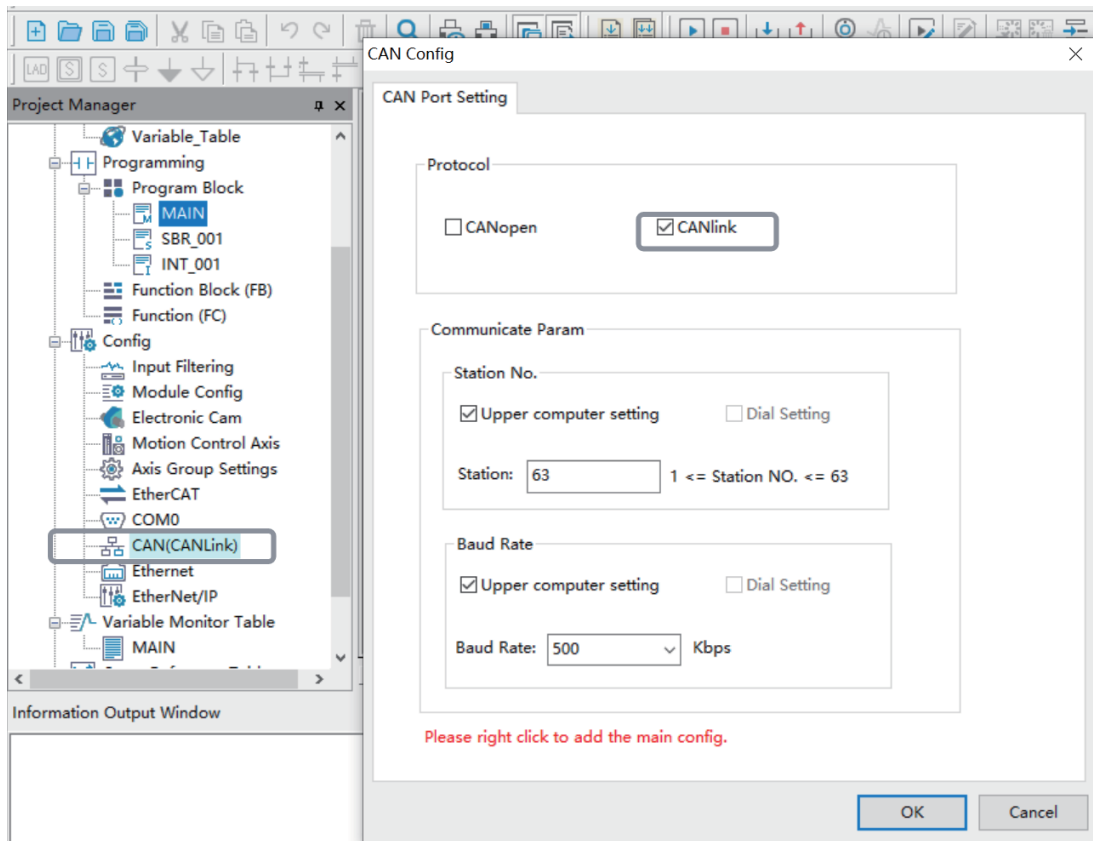 LAD
S
S
Project Manager
Variable_Table
Programming
Program Block
MAIN
SBR_001
INT_001
Function Block (FB)
Function (FC)
Config
Input Filtering
Module Config
Electronic Cam
Motion Control Axis
Axis Group Settings
EtherCAT
COM0
CAN(CANLink)
Ethernet
EtherNet/IP
Variable Monitor Table
MAIN
Information Output Window
CAN Config
CAN Port Setting
Protocol
CANopen
CANlink
Communicate Param
Station No.
Upper computer setting
Dial Setting
Station: 63 1 <= Station NO. <= 63
Baud Rate
Upper computer setting
Dial Setting
Baud Rate: 500 Kbps
Please right click to add the main config.
OK
Cancel